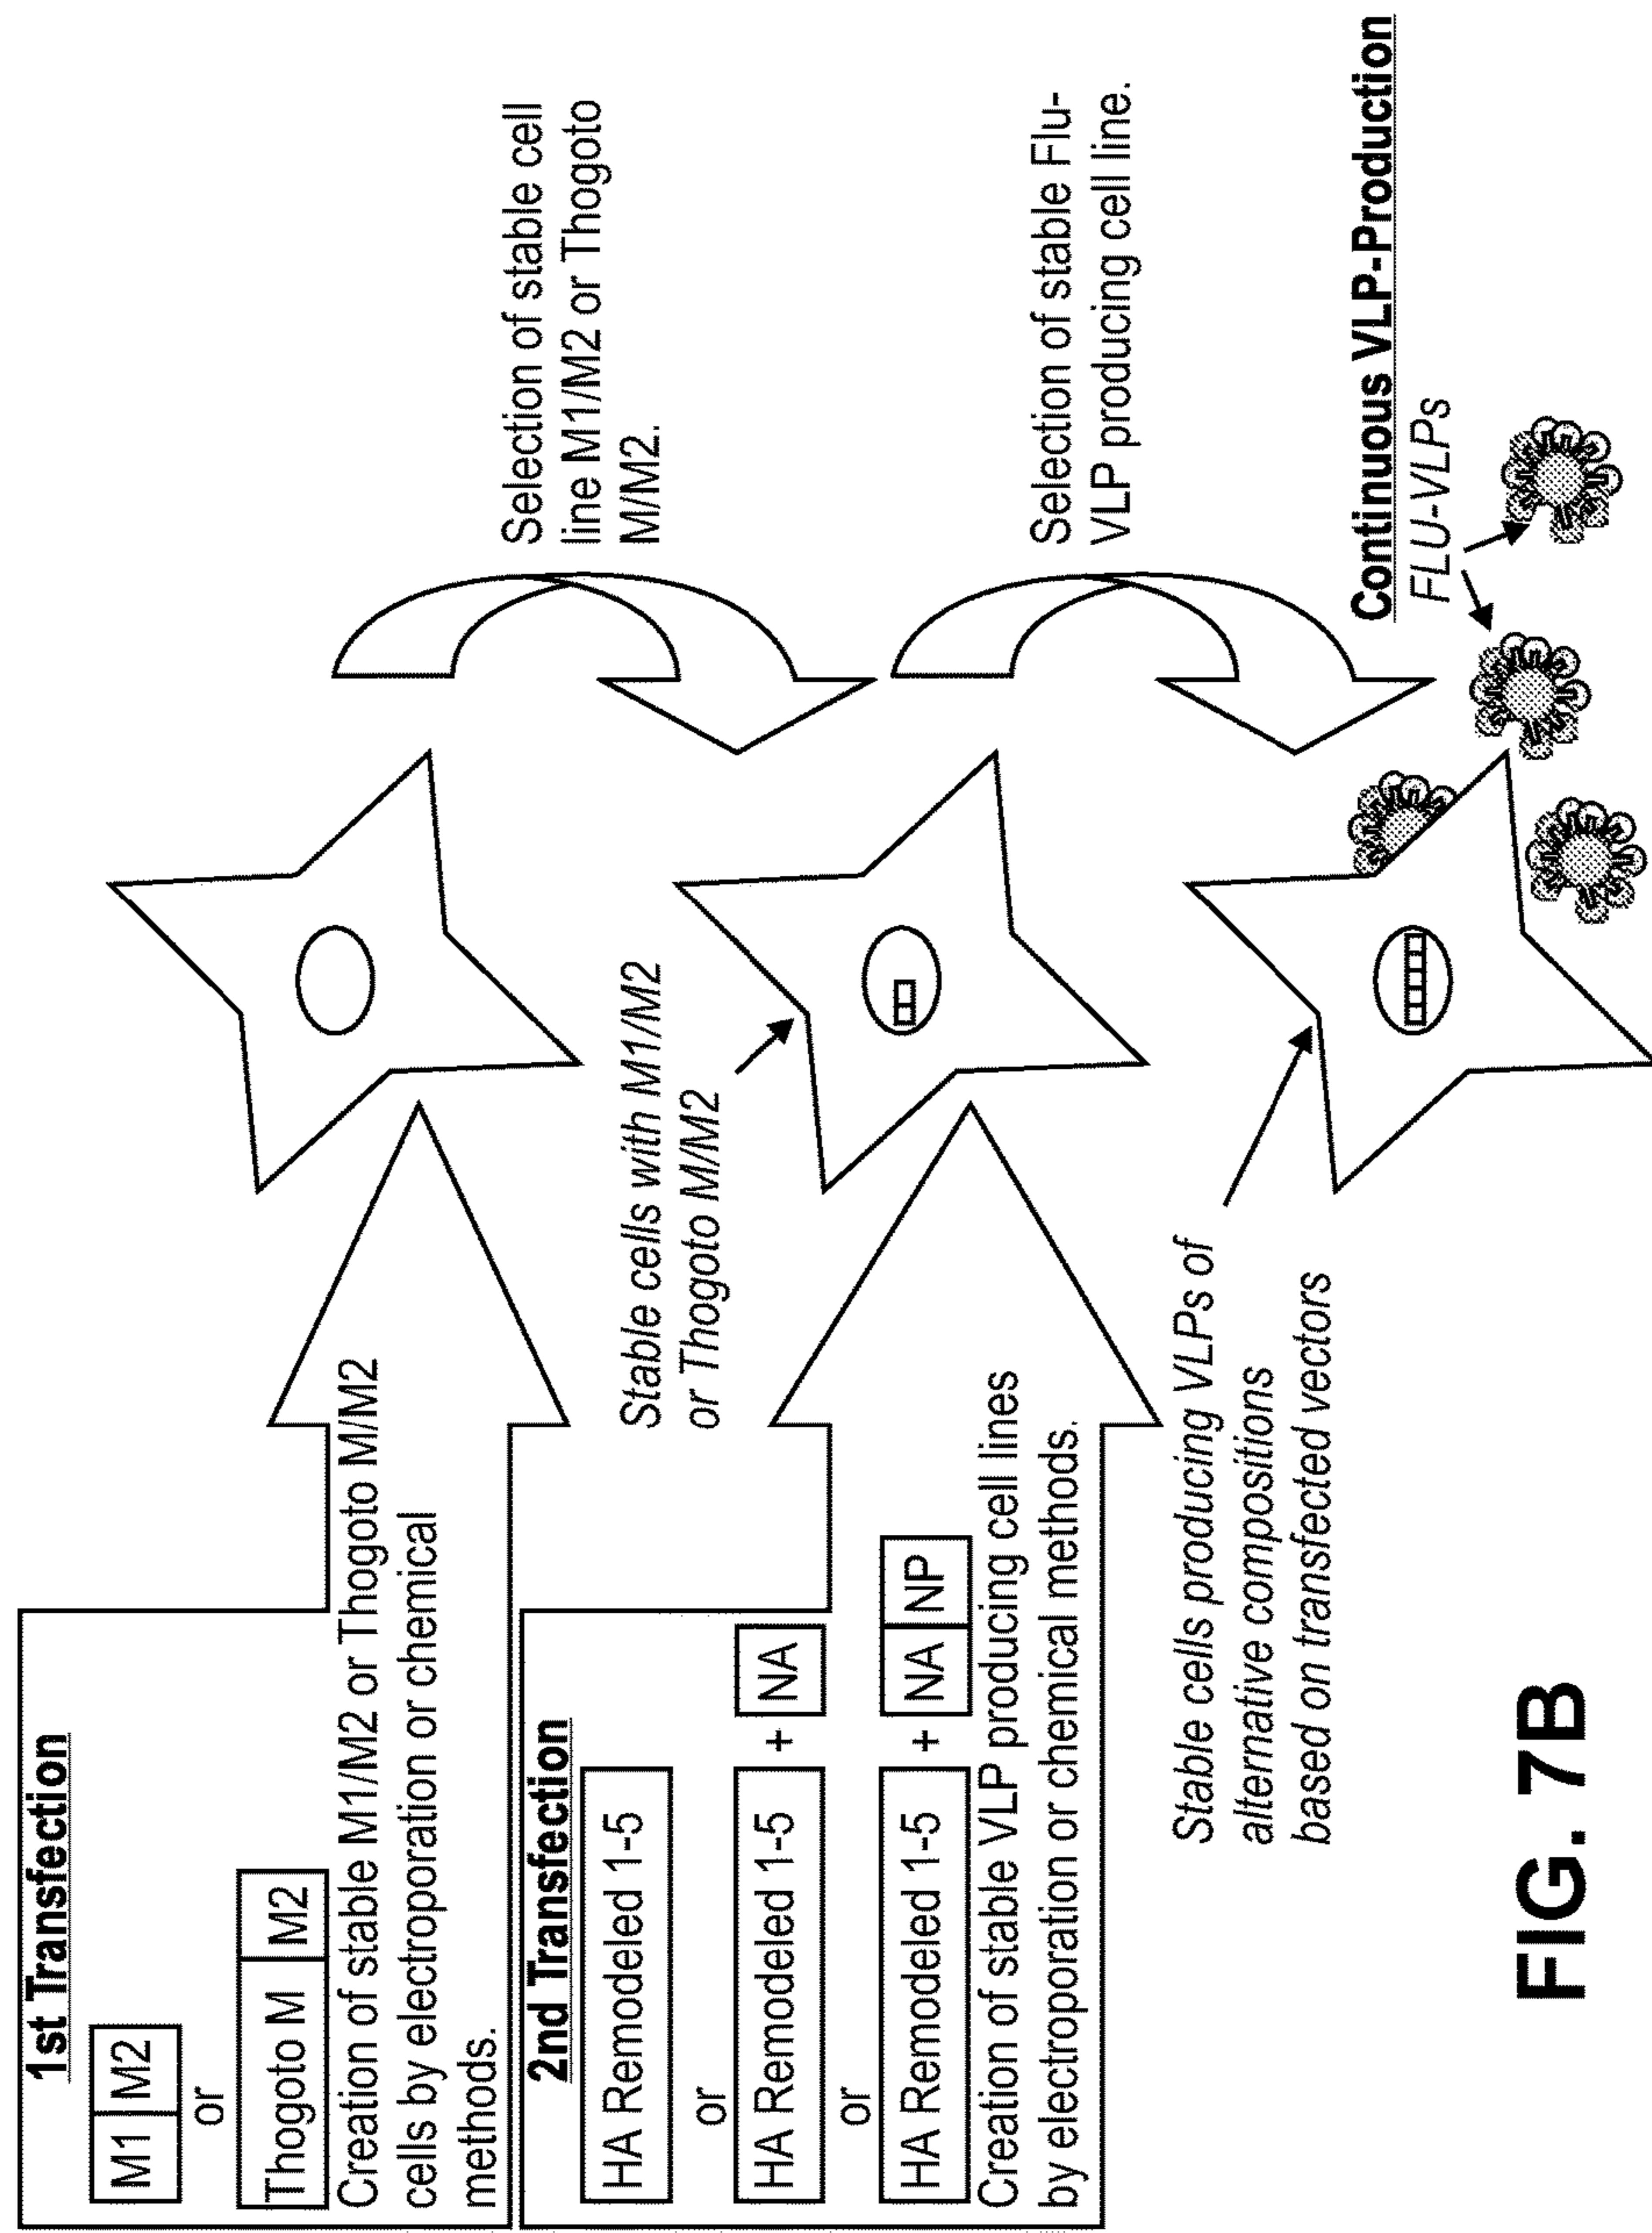 1st Transfection
M1 M2
or
Thogoto M M2
Creation of stable M1/M2 or Thogoto M/M2
cells by electroporation or chemical
methods.
Selection of stable cell
line M1/M2 or Thogoto
M/M2.
2nd Transfection
HA Remodeled 1-5
or
HA Remodeled 1-5 + NA
or
HA Remodeled 1-5 + NA NP
Creation of stable VLP producing cell lines
by electroporation or chemical methods.
Stable cells with M1/M2
or Thogoto M/M2
Selection of stable Flu-
VLP producing cell line.
Stable cells producing VLPs of
alternative compositions
based on transfected vectors
Continuous VLP-Production
FLU-VLPs
FIG. 7B